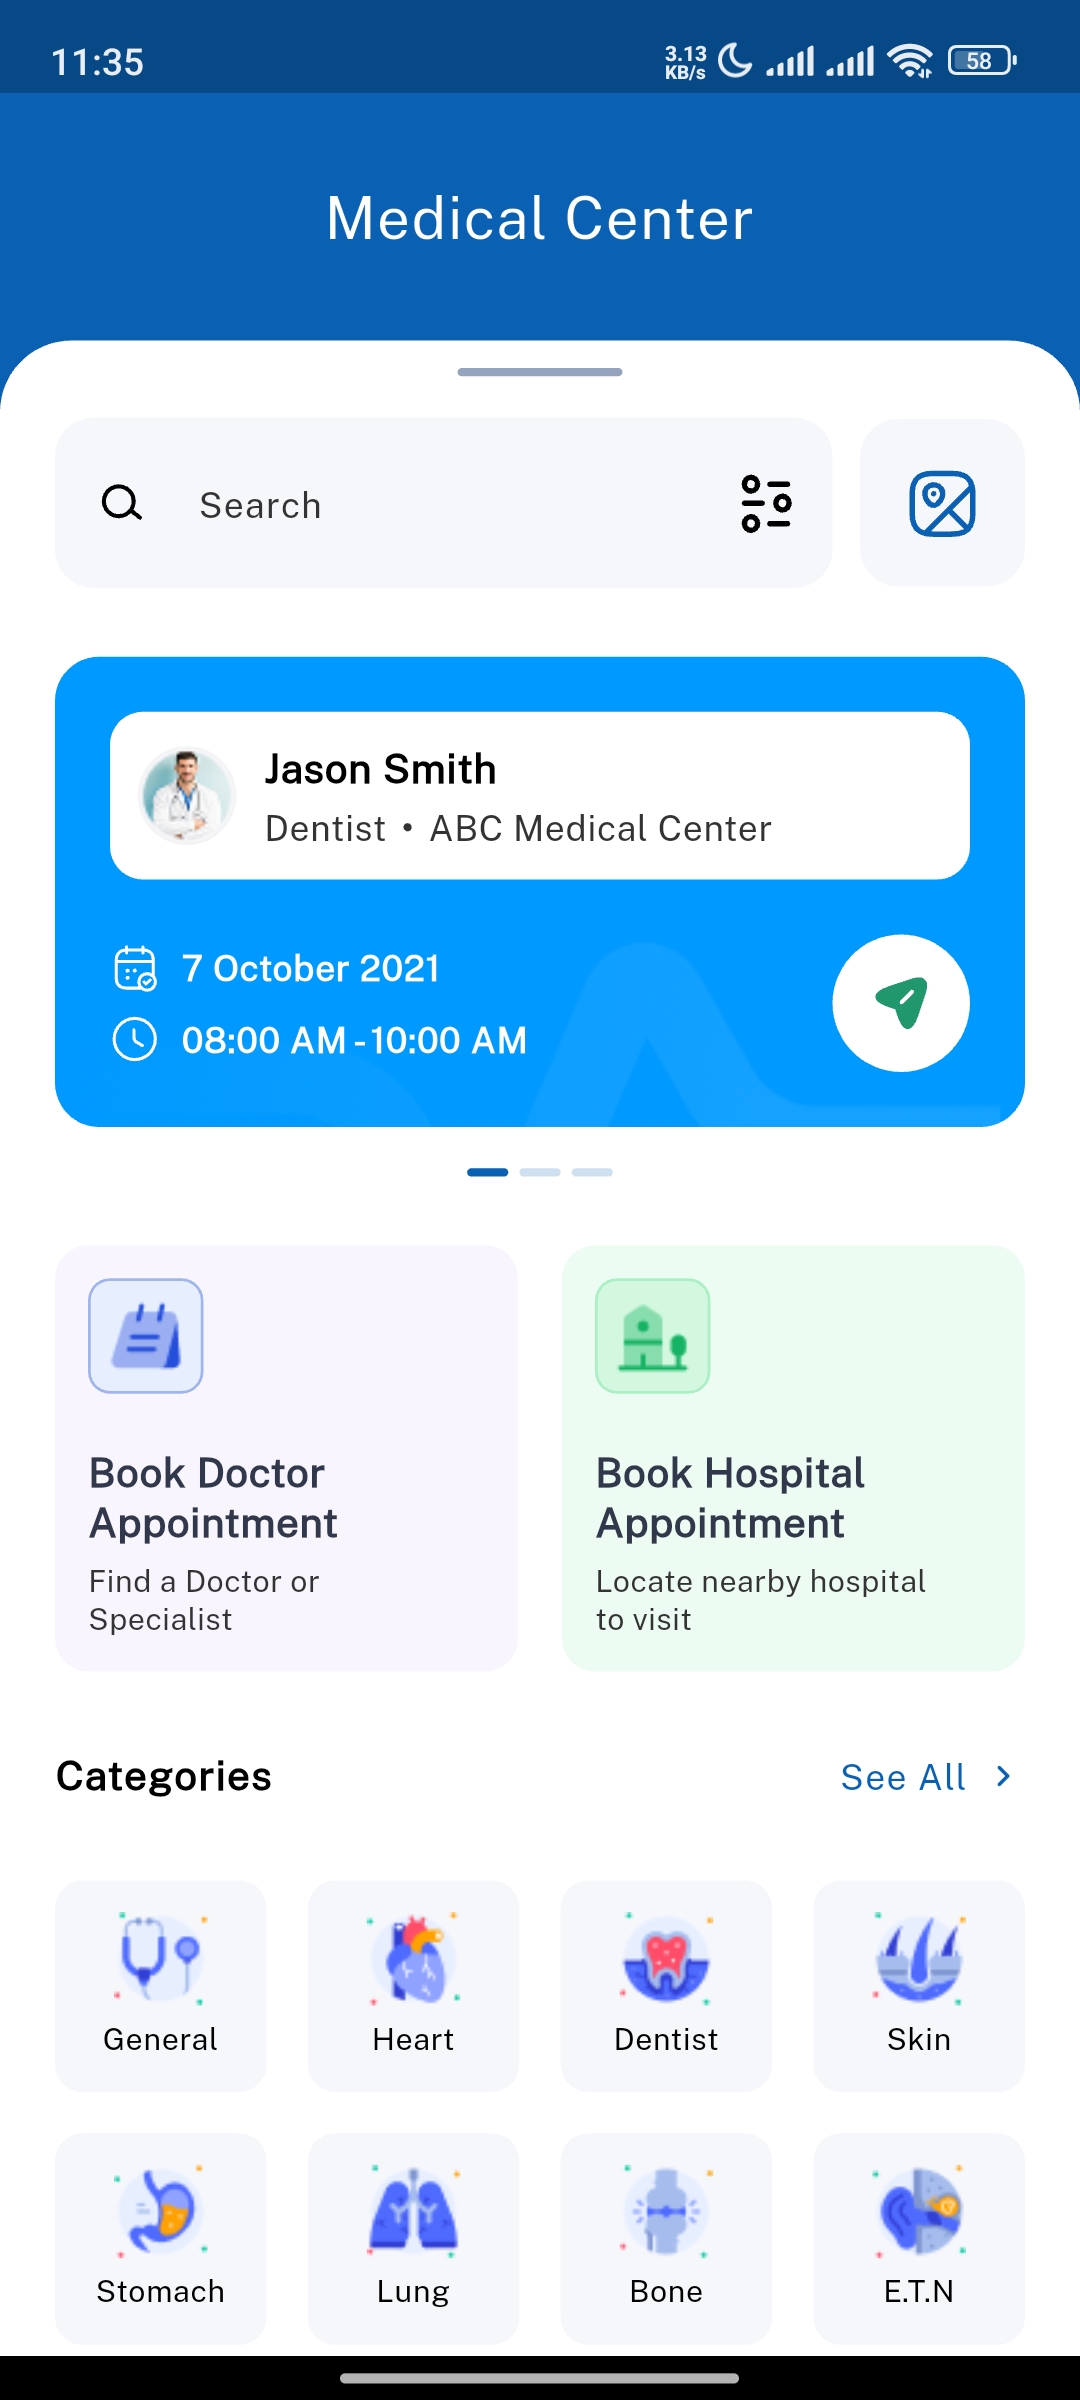 11:35
3.13
KB/s
58
Medical Center
Search
Jason Smith
Dentist • ABC Medical Center
7 October 2021
08:00 AM - 10:00 AM
Book Doctor
Appointment
Find a Doctor or
Specialist
Book Hospital
Appointment
Locate nearby hospital
to visit
Categories
See All
General
Heart
Dentist
Skin
Stomach
Lung
Bone
E.T.N